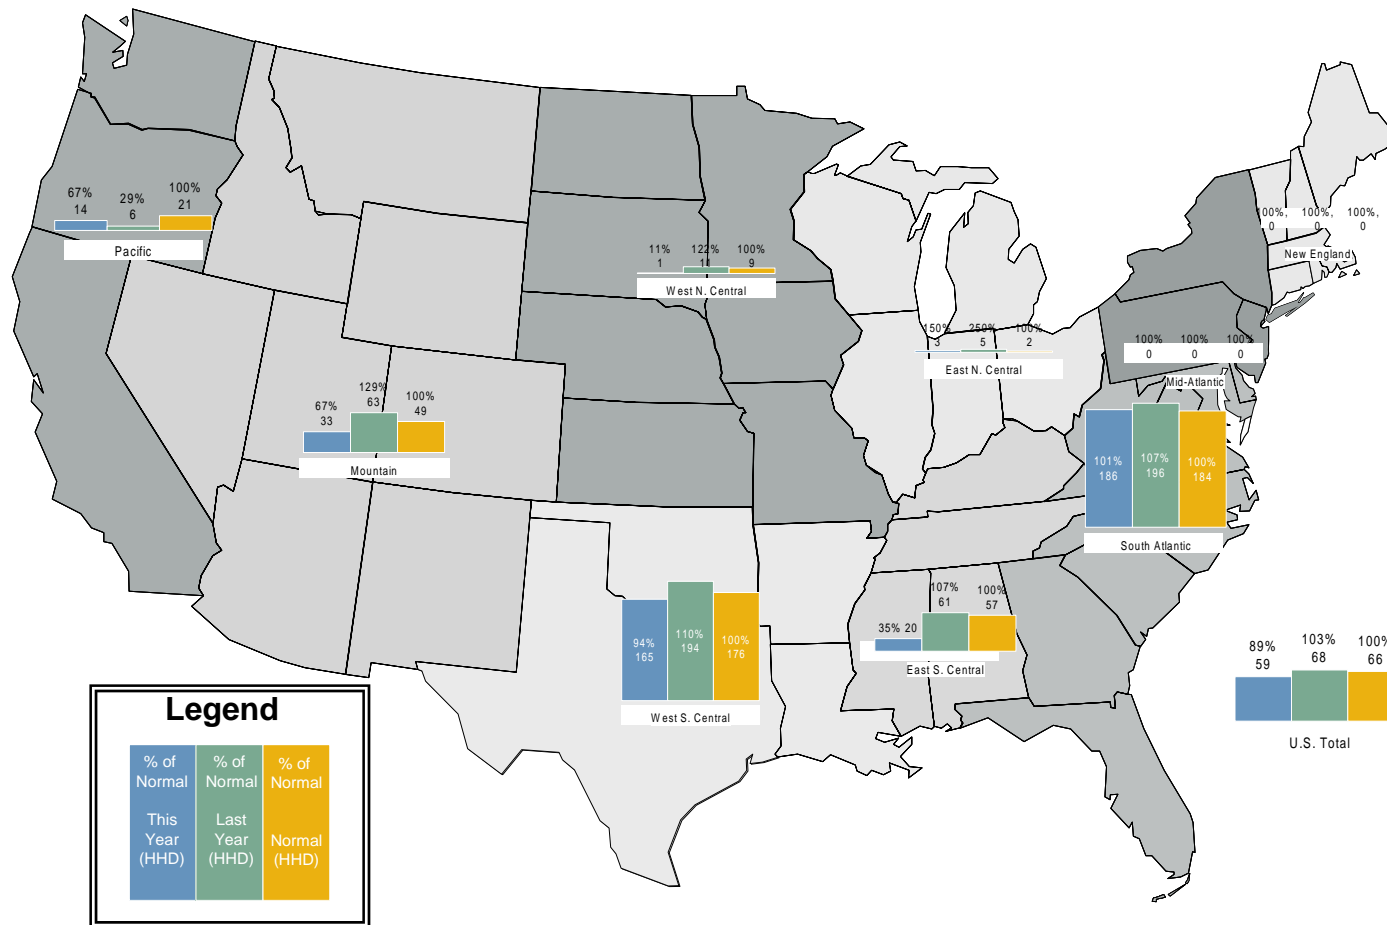 67% 29% 100%
14 6 21
Pacific
11% 122% 100%
1 11 9
West N. Central
100%, 100%, 100%,
0 0 0
New England
150% 250% 100%
3 5 2
East N. Central
100% 100% 100%
0 0 0
Mid-Atlantic
67% 129% 100%
33 63 49
Mountain
101% 107% 100%
186 196 184
South Atlantic
94% 110% 100%
165 194 176
West S. Central
35% 20 107% 100%
61 57
East S. Central
89% 103% 100%
59 68 66
U.S. Total
Legend
% of Normal This Year (HHD)
% of Normal Last Year (HHD)
% of Normal Normal (HHD)